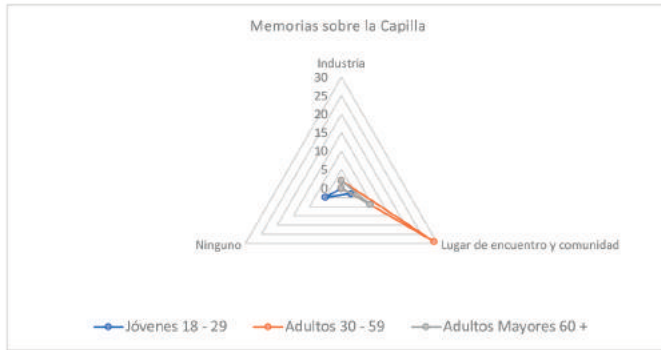 Memorias sobre la Capilla
Industria
30
25
20
15
10
5
0
Ninguno
Lugar de encuentro y comunidad
Jóvenes 18 - 29
Adultos 30 - 59
Adultos Mayores 60 +